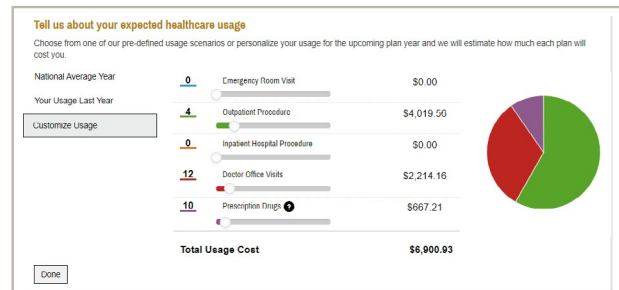 Tell us about your expected healthcare usage
Choose from one of our pre-defined usage scenarios or personalize your usage for the upcoming plan year and we will estimate how much each plan will
cost you.
National Average Year
Your Usage Last Year
Customize Usage
0 Emergency Room Visit $0.00
4 Outpatient Procedure $4,019.56
0 Inpatient Hospital Procedure $0.00
12 Doctor Office Visits $2,214.16
10 Prescription Drugs ?
$667.21
Total Usage Cost $6,900.93
Done